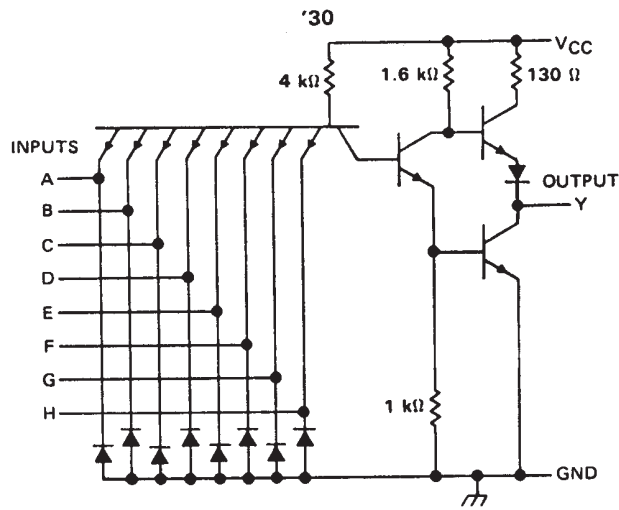 '30
VCC
4 kΩ
1.6 kΩ
130 Ω
INPUTS
A
B
C
D
E
F
G
H
OUTPUT
Y
1 kΩ
GND